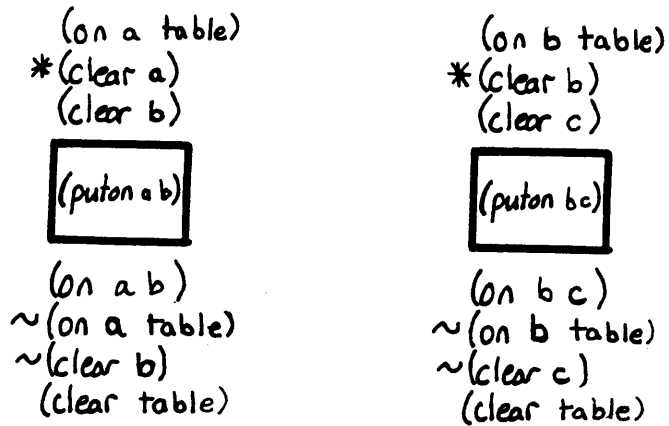 (on a table)
*(clear a)
(clear b)
(puton a b)
(on a b)
~(on a table)
~(clear b)
(clear table)
(on b table)
*(clear b)
(clear c)
(puton b c)
(on b c)
~(on b table)
~(clear c)
(clear table)